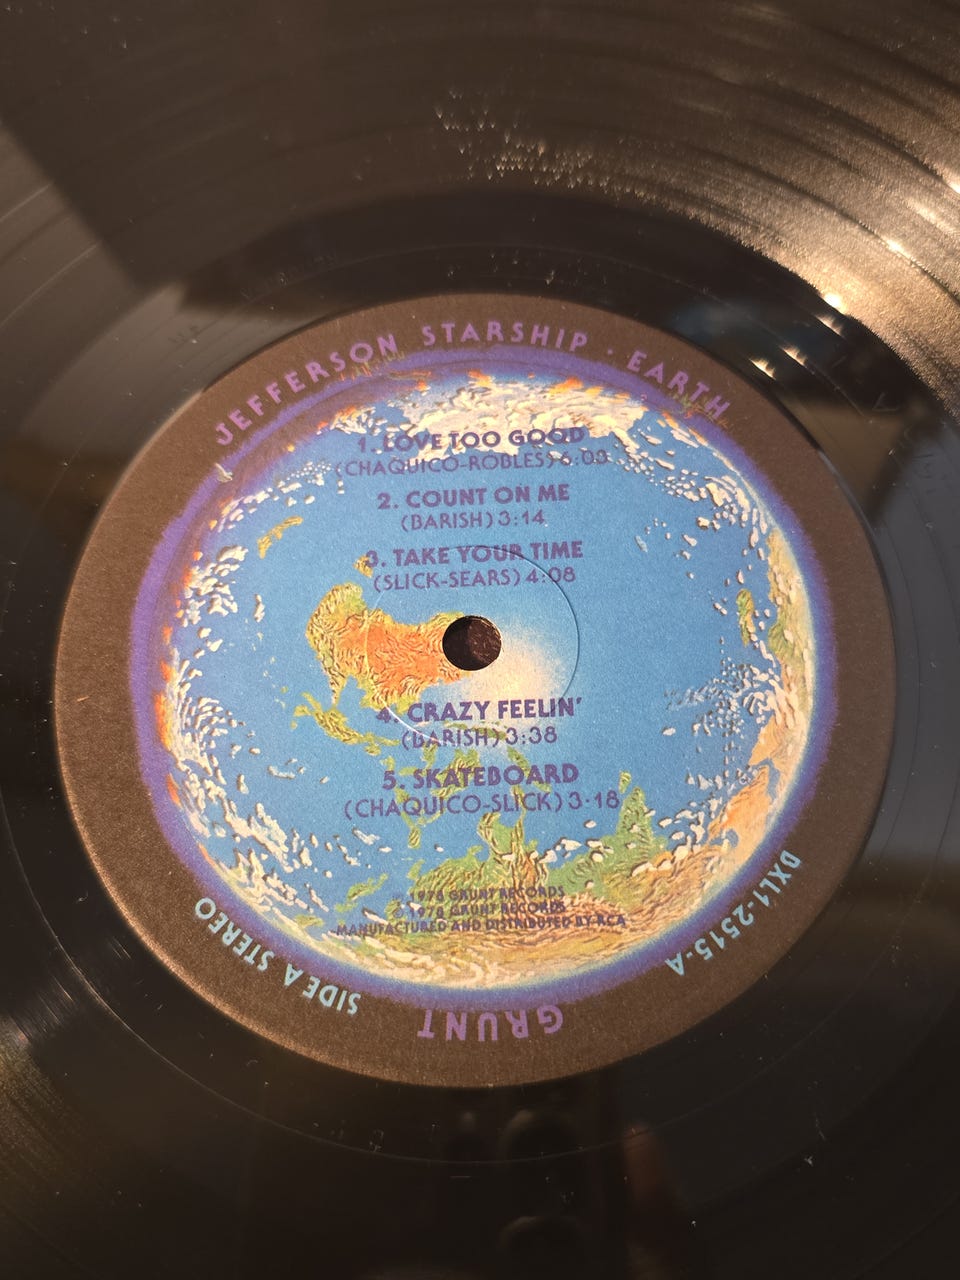 JEFFERSON STARSHIP · EARTH
1. LOVE TOO GOOD
(CHAQUICO-ROBLES) 6:09
2. COUNT ON ME
(BARISH) 3:14
3. TAKE YOUR TIME
(SLICK-SEARS) 4:08
4. CRAZY FEELIN'
(BARISH) 3:38
5. SKATEBOARD
(CHAQUICO-SLICK) 3·18
℗ 1978 GRUNT RECORDS
© 1978 GRUNT RECORDS
MANUFACTURED AND DISTRIBUTED BY RCA
SIDE A STEREO
GRUNT
DXL1-2515-A